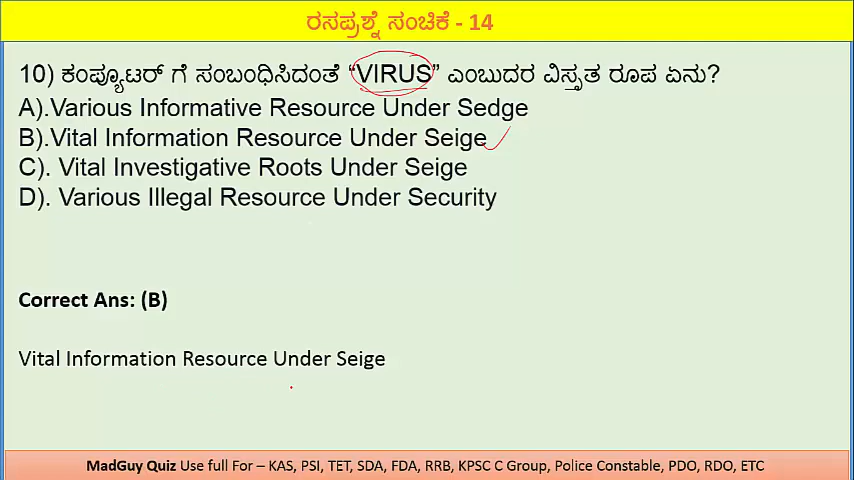 ರಸಪ್ರಶ್ನೆ ಸಂಚಿಕೆ - 14
10) ಕಂಪ್ಯೂಟರ್ ಗೆ ಸಂಬಂಧಿಸಿದಂತೆ “VIRUS” ಎಂಬುದರ ವಿಸ್ತೃತ ರೂಪ ಏನು?
A).Various Informative Resource Under Sedge
B).Vital Information Resource Under Seige
C). Vital Investigative Roots Under Seige
D). Various Illegal Resource Under Security
Correct Ans: (B)
Vital Information Resource Under Seige
MadGuy Quiz Use full For – KAS, PSI, TET, SDA, FDA, RRB, KPSC C Group, Police Constable, PDO, RDO, ETC